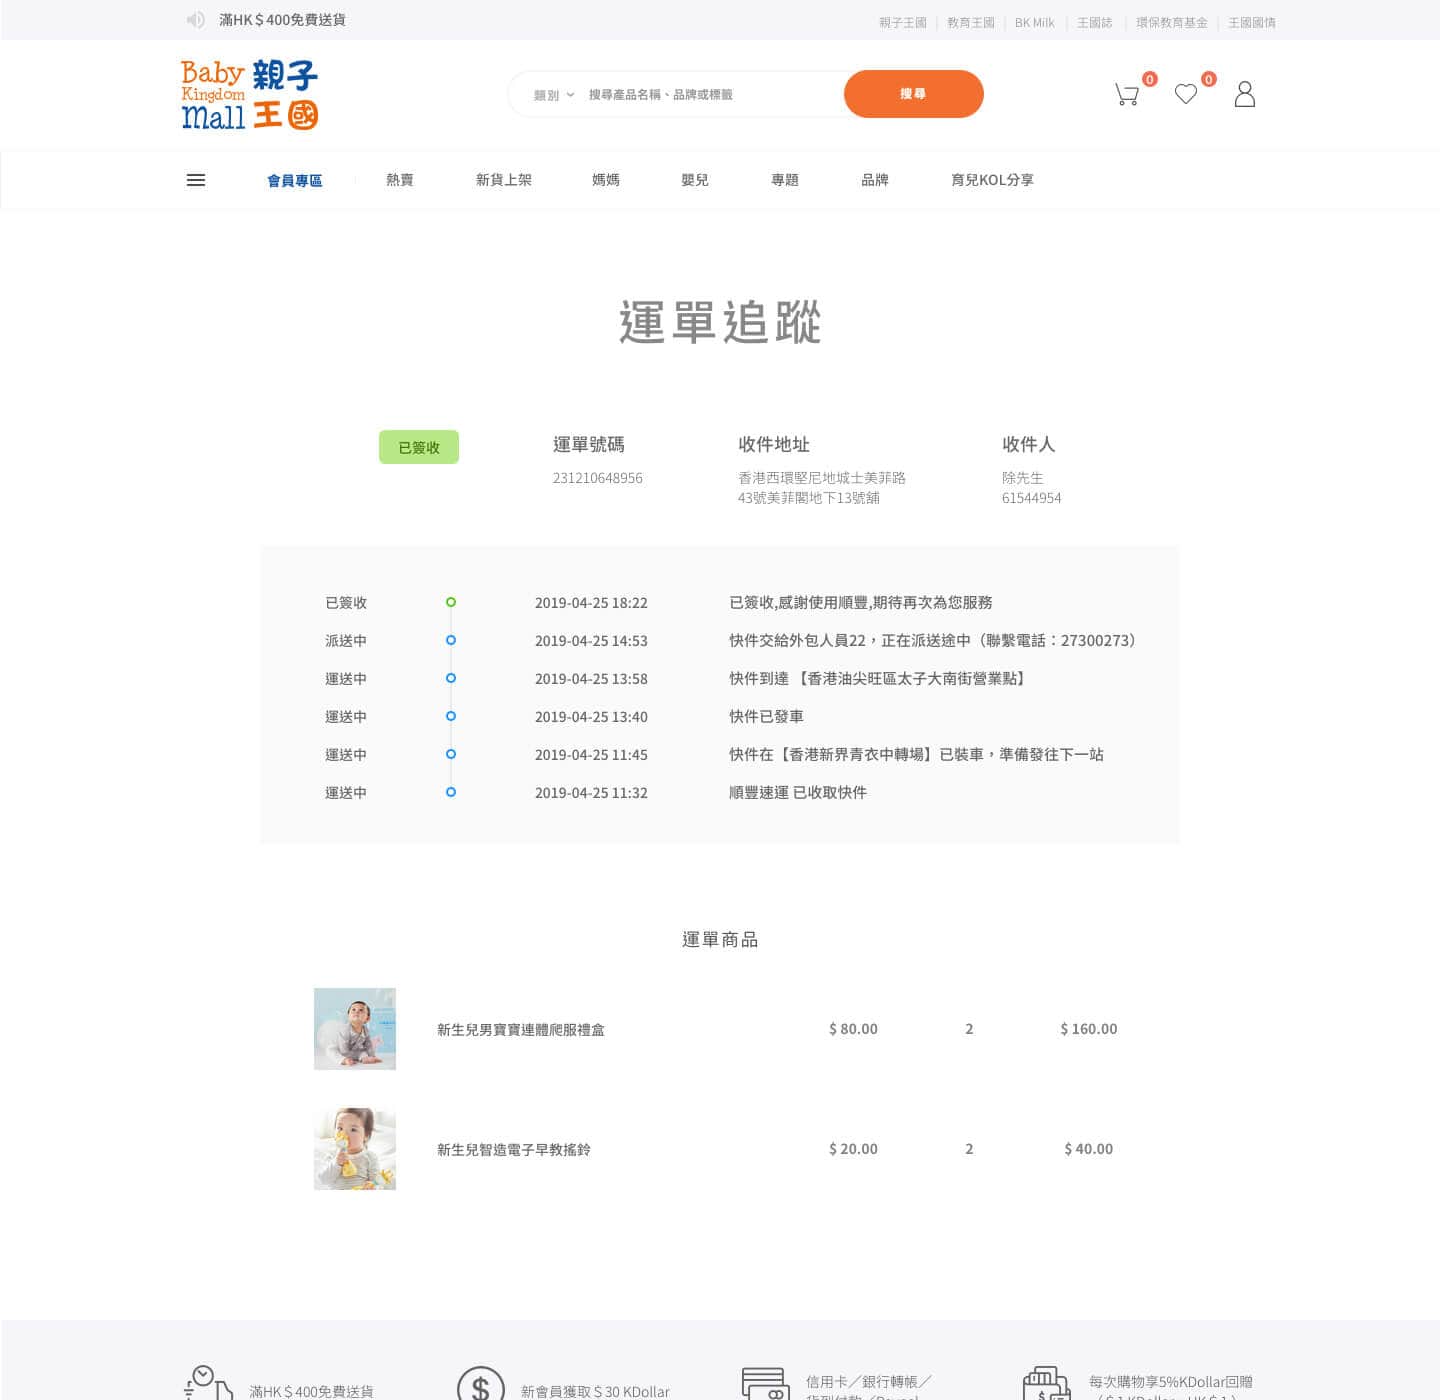 滿HK＄400免費送貨
親子王國
教育王國
BK Milk
王國誌
環保教育基金
王國國情
Baby Kingdom mall 親子王國
類別
搜尋產品名稱、品牌或標籤
搜尋
0
0
會員專區
熱賣
新貨上架
媽媽
嬰兒
專題
品牌
育兒KOL分享
運單追蹤
已簽收
運單號碼
231210648956
收件地址
香港西環堅尼地城士美菲路
43號美菲閣地下13號舖
收件人
除先生
61544954
已簽收 2019-04-25 18:22 已簽收,感謝使用順豐,期待再次為您服務
派送中 2019-04-25 14:53 快件交給外包人員22，正在派送途中（聯繫電話：27300273）
運送中 2019-04-25 13:58 快件到達 【香港油尖旺區太子大南街營業點】
運送中 2019-04-25 13:40 快件已發車
運送中 2019-04-25 11:45 快件在【香港新界青衣中轉場】已裝車，準備發往下一站
運送中 2019-04-25 11:32 順豐速運 已收取快件
運單商品
新生兒男寶寶連體爬服禮盒 $ 80.00 2 $ 160.00
新生兒智造電子早教搖鈴 $ 20.00 2 $ 40.00
滿HK＄400免費送貨
新會員獲取＄30 KDollar
信用卡／銀行轉帳／
每次購物享5%KDollar回贈